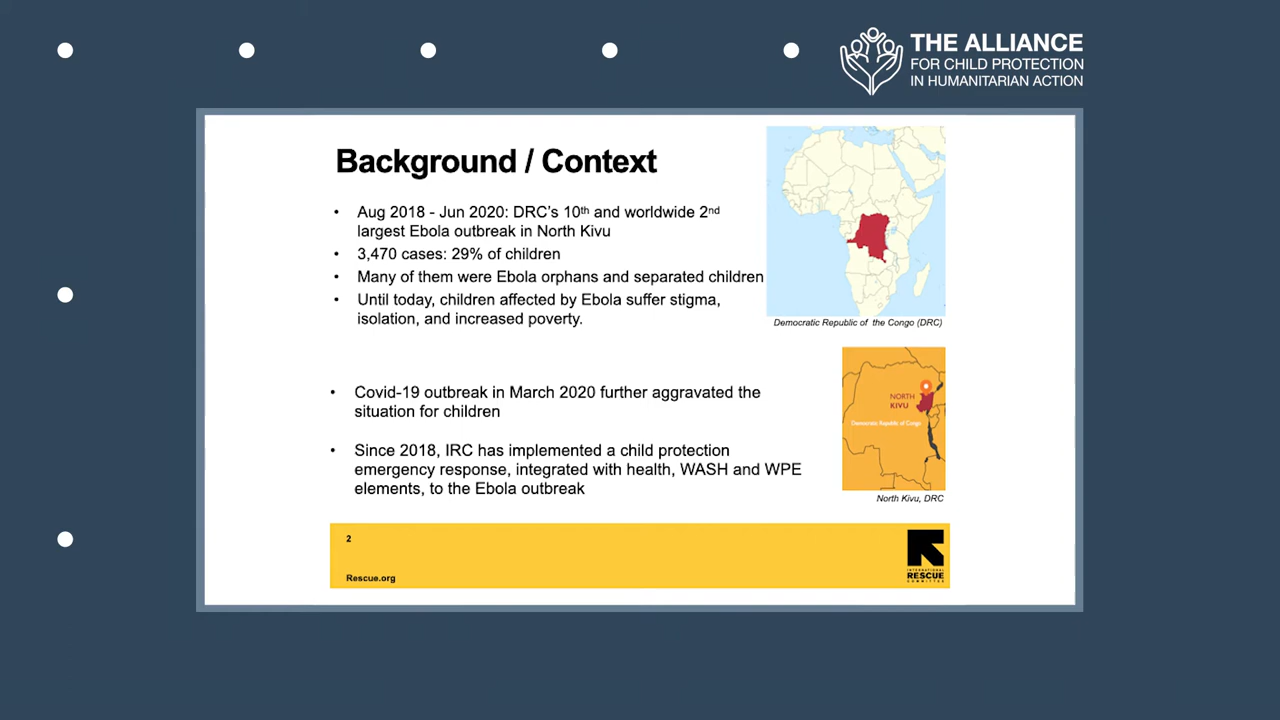 THE ALLIANCE
FOR CHILD PROTECTION
IN HUMANITARIAN ACTION
Background / Context
• Aug 2018 - Jun 2020: DRC's 10th and worldwide 2nd
largest Ebola outbreak in North Kivu
• 3,470 cases: 29% of children
• Many of them were Ebola orphans and separated children
• Until today, children affected by Ebola suffer stigma,
isolation, and increased poverty.
Democratic Republic of the Congo (DRC)
• Covid-19 outbreak in March 2020 further aggravated the
situation for children
• Since 2018, IRC has implemented a child protection
emergency response, integrated with health, WASH and WPE
elements, to the Ebola outbreak
NORTH
KIVU
Democratic Republic of Congo
North Kivu, DRC
2
Rescue.org
INTERNATIONAL
RESCUE
COMMITTEE